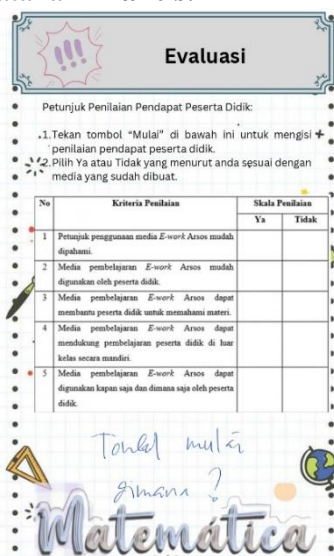 Evaluasi
Petunjuk Penilaian Pendapat Peserta Didik:
1.Tekan tombol “Mulai” di bawah ini untuk mengisi
penilaian pendapat peserta didik.
2.Pilih Ya atau Tidak yang menurut anda sesuai dengan
media yang sudah dibuat.
No Kriteria Penilaian Skala Penilaian
Ya Tidak
1 Petunjuk penggunaan media E-work Arsos mudah
dipahami.
2 Media pembelajaran E-work Arsos mudah
digunakan oleh peserta didik.
3 Media pembelajaran E-work Arsos dapat
membantu peserta didik untuk memahami materi.
4 Media pembelajaran E-work Arsos dapat
mendukung pembelajaran peserta didik di luar
kelas secara mandiri.
5 Media pembelajaran E-work Arsos dapat
digunakan kapan saja dan dimana saja oleh peserta
didik.
mulai
gimana ?
Matematica